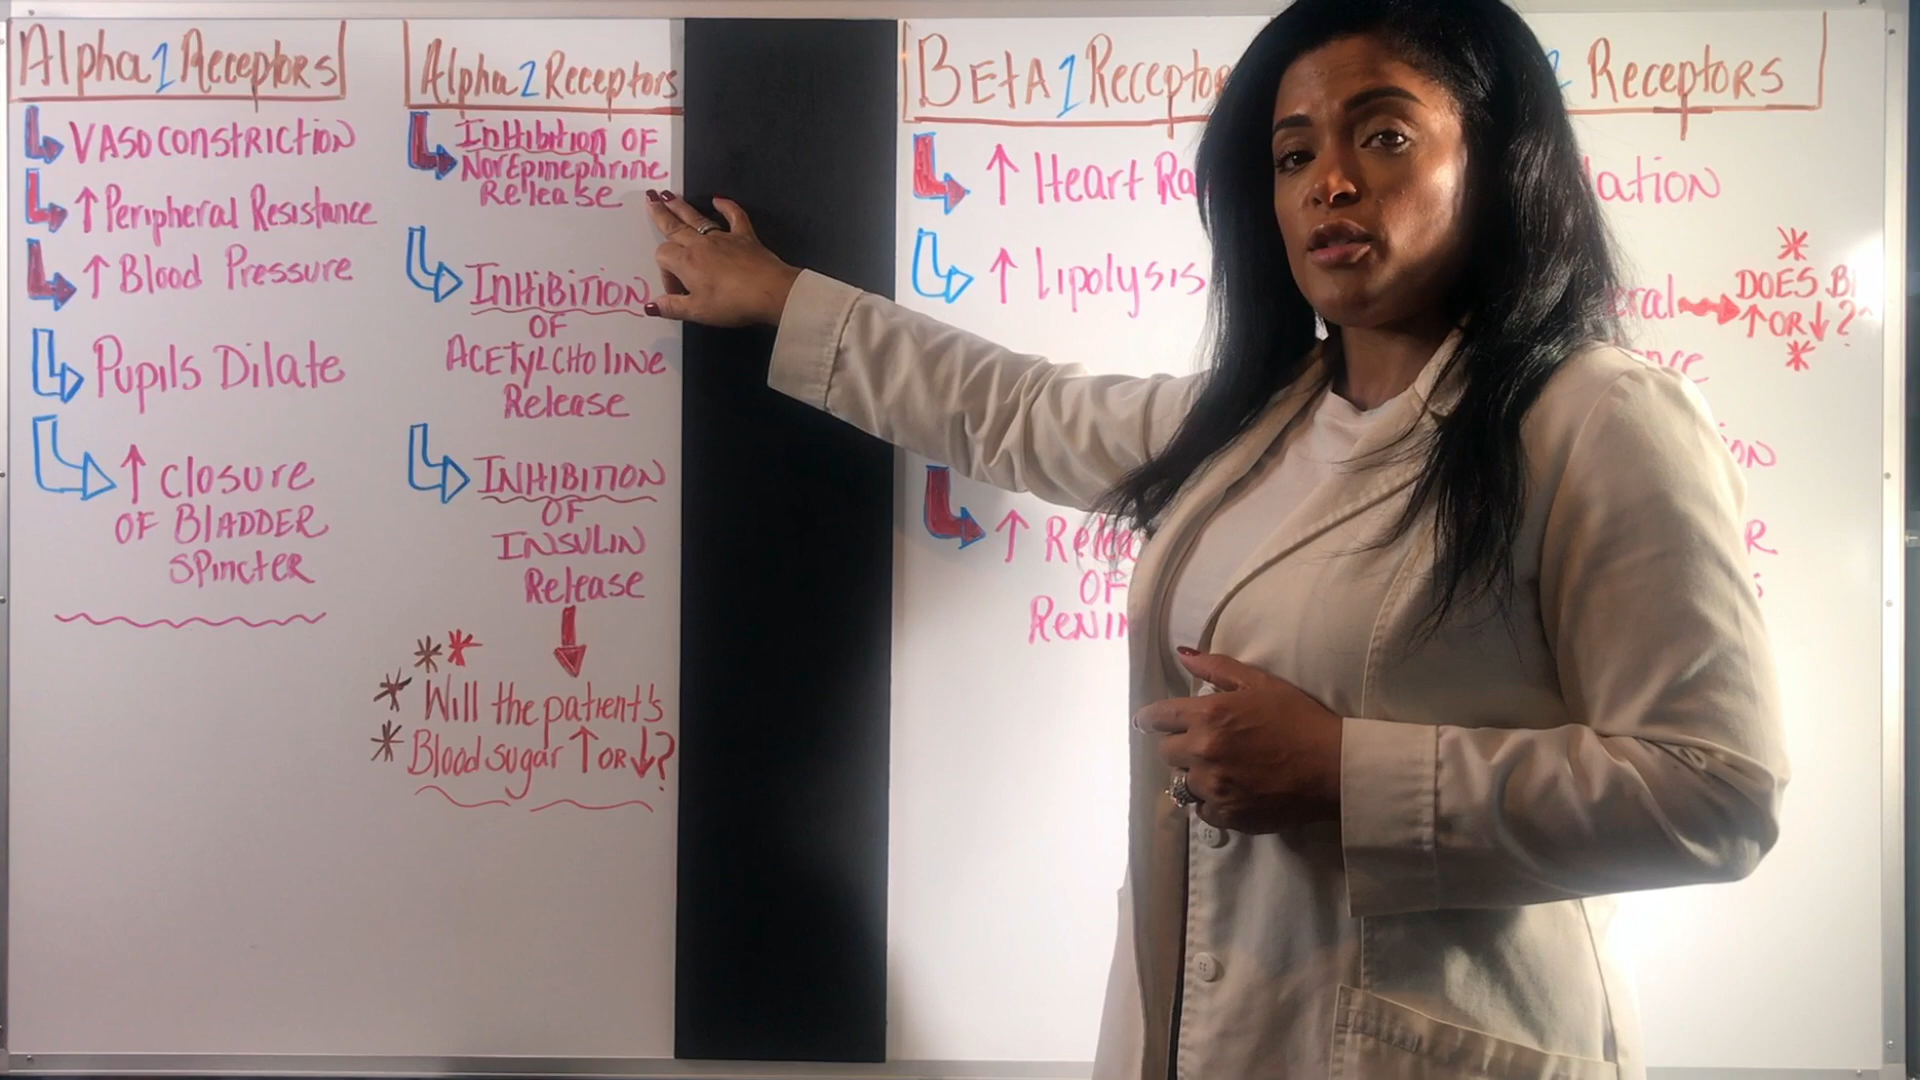 Alpha 1 Receptors
VASOCONSTRICTION
↑ Peripheral Resistance
↑ Blood Pressure
Pupils Dilate
↑ closure
OF BLADDER
SPincter
Alpha 2 Receptors
InHibition OF
NorEpinephrine
Release
INHIBITION
OF
ACETYLCHOLINE
Release
INHIBITION
OF
INSULIN
Release
Will the patient's
Blood sugar ↑ OR ↓?
BETA 1 Receptor
↑ Heart Ra
↑ Lipolysis
↑ Relea
OF
RENIN
Receptors
lation
eral
DOES B
↑ OR ↓ ?
nce
ON
R